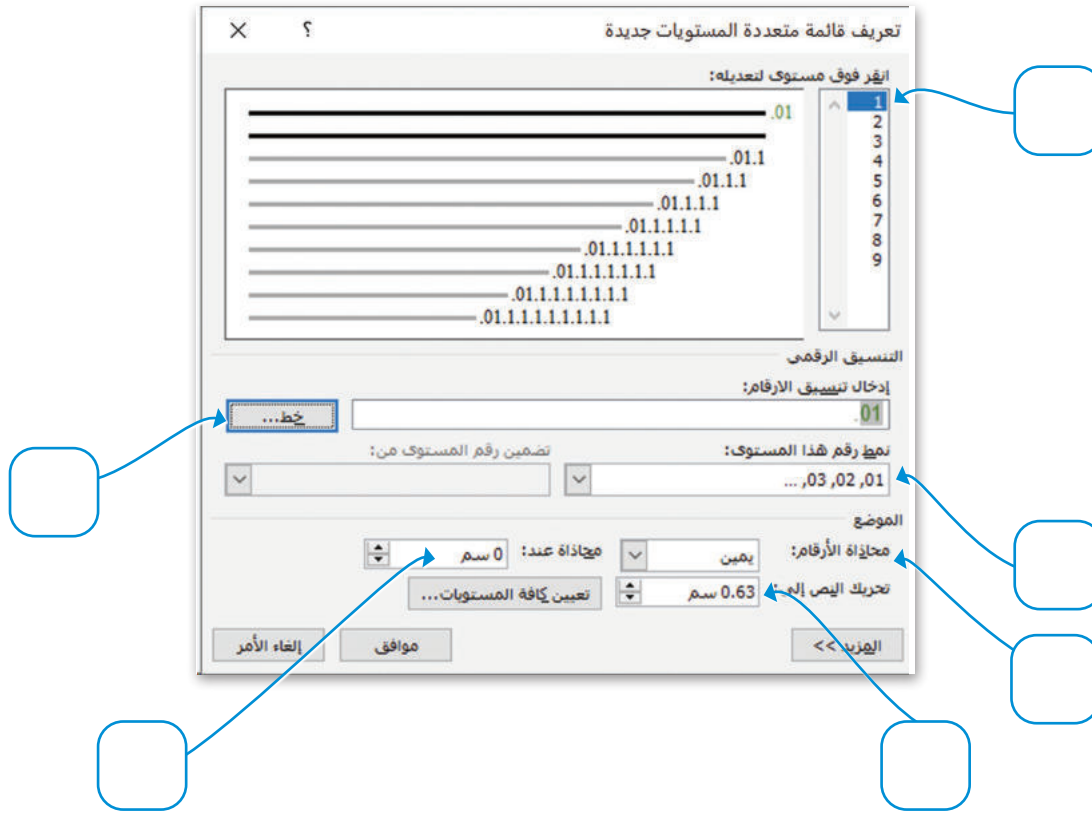 تعريف قائمة متعددة المستويات جديدة ؟ ×
انقر فوق مستوى لتعديله:
1
2
3
4
5
6
7
8
9
.01
.01.1
.01.1.1
.01.1.1.1
.01.1.1.1.1
.01.1.1.1.1.1
.01.1.1.1.1.1.1
.01.1.1.1.1.1.1.1
.01.1.1.1.1.1.1.1.1
التنسيق الرقمي
إدخال تنسيق الارقام:
.01 خط...
نمط رقم هذا المستوى: تضمين رقم المستوى من:
01, 02, 03, ...
الموضع
محاذاة الأرقام: يمين محاذاة عند: 0 سم
تحريك النص إلى: 0.63 سم تعيين كافة المستويات...
المزيد >> موافق إلغاء الأمر